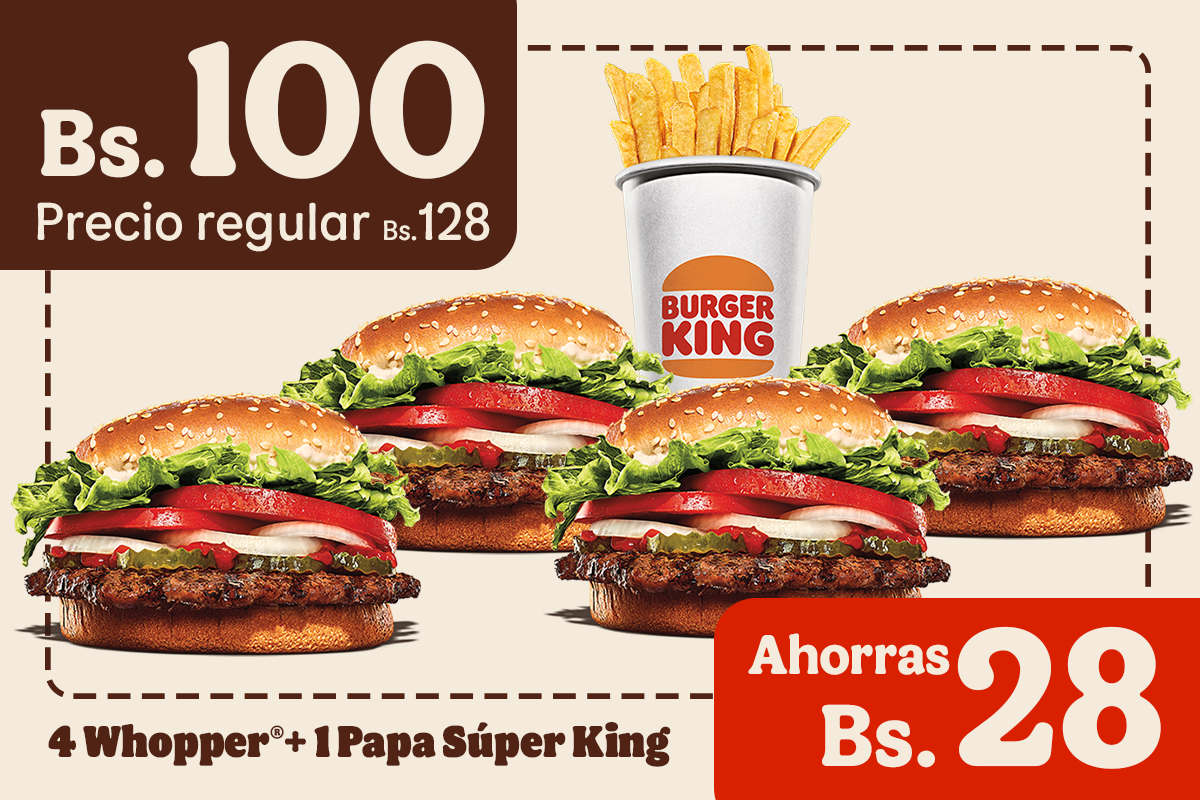 Bs. 100
Precio regular Bs. 128
BURGER
KING
Ahorras 28
Bs.
4 Whopper®+ 1 Papa Súper King